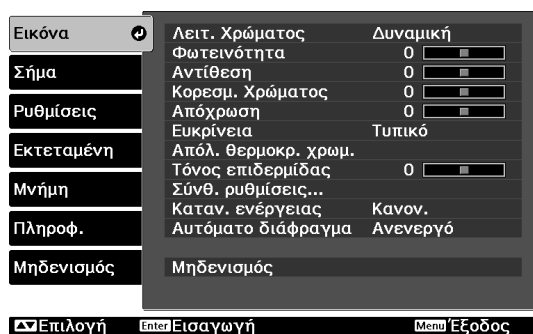 Εικόνα
Σήμα
Ρυθμίσεις
Εκτεταμένη
Μνήμη
Πληροφ.
Μηδενισμός
Λειτ. Χρώματος Δυναμική
Φωτεινότητα 0
Αντίθεση 0
Κορεσμ. Χρώματος 0
Απόχρωση 0
Ευκρίνεια Τυπικό
Απόλ. θερμοκρ. χρωμ.
Τόνος επιδερμίδας 0
Σύνθ. ρυθμίσεις...
Καταν. ενέργειας Κανον.
Αυτόματο διάφραγμα Ανενεργό
Μηδενισμός
Επιλογή Enter Εισαγωγή Menu Έξοδος